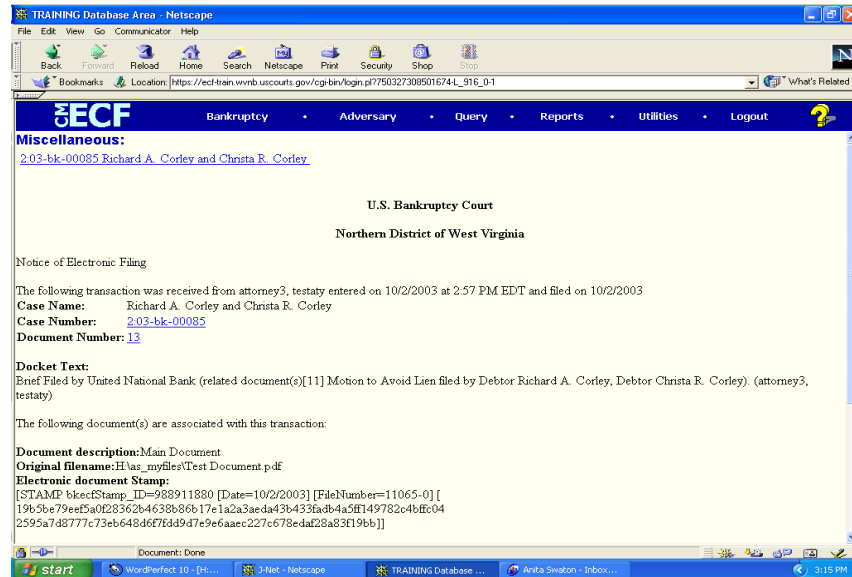 TRAINING Database Area - Netscape
File Edit View Go Communicator Help
Back Forward Reload Home Search Netscape Print Security Shop Stop
Bookmarks Location: https://ecf-train.wvnb.uscourts.gov/cgi-bin/login.pl?750327308501674-L_916_0-1 What's Related
CM ECF Bankruptcy • Adversary • Query • Reports • Utilities • Logout ?
Miscellaneous:
2:03-bk-00085 Richard A. Corley and Christa R. Corley
U.S. Bankruptcy Court
Northern District of West Virginia
Notice of Electronic Filing
The following transaction was received from attorney3, testaty entered on 10/2/2003 at 2:57 PM EDT and filed on 10/2/2003
Case Name: Richard A. Corley and Christa R. Corley
Case Number: 2:03-bk-00085
Document Number: 13
Docket Text:
Brief Filed by United National Bank (related document(s)[11] Motion to Avoid Lien filed by Debtor Richard A. Corley, Debtor Christa R. Corley). (attorney3,
testaty)
The following document(s) are associated with this transaction:
Document description:Main Document
Original filename:H:\as_myfiles\Test Document.pdf
Electronic document Stamp:
[STAMP bkecfStamp_ID=988911880 [Date=10/2/2003] [FileNumber=11065-0] [
19b5be79eef5a0f28362b4638b86b17e1a2a3aeda43b433fadb4a5ff149782c4bffc04
2595a7d8777c73eb648d6f7fdd9d7e9e6aaec227c678edaf28a83f19bb]]
Document: Done
start WordPerfect 10 - [H:... J-Net - Netscape TRAINING Database ... Anita Swaton - Inbox... 3:15 PM